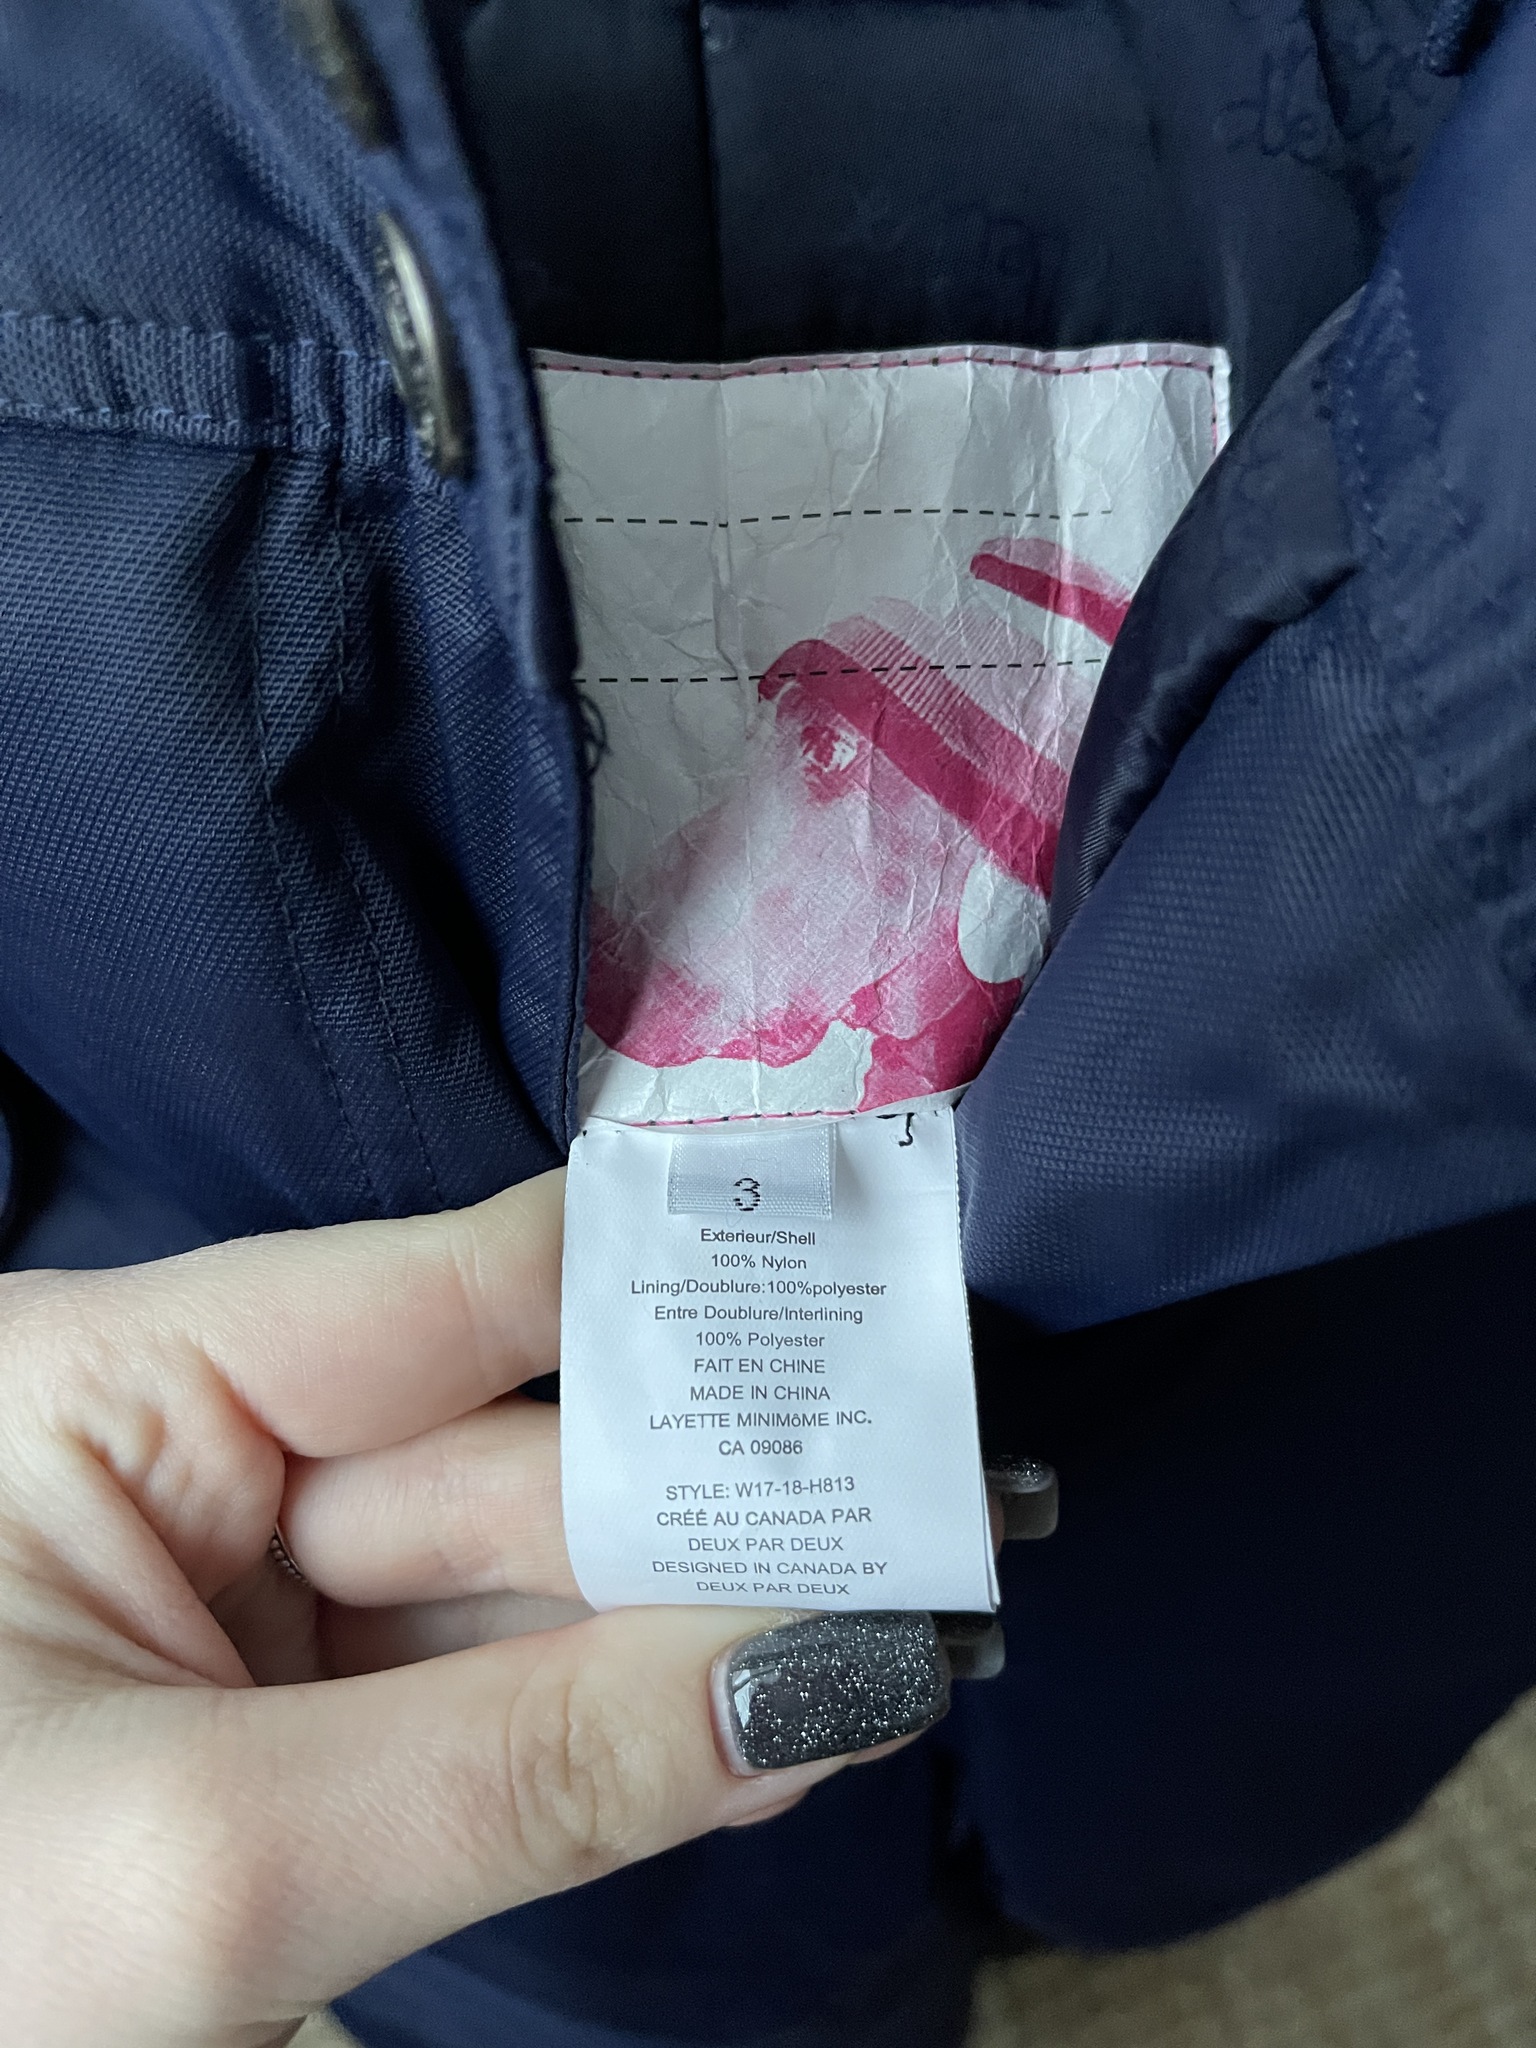 3
Exterieur/Shell
100% Nylon
Lining/Doublure:100%polyester
Entre Doublure/Interlining
100% Polyester
FAIT EN CHINE
MADE IN CHINA
LAYETTE MINIMôME INC.
CA 09086
STYLE: W17-18-H813
CRÉÉ AU CANADA PAR
DEUX PAR DEUX
DESIGNED IN CANADA BY
DEUX PAR DEUX